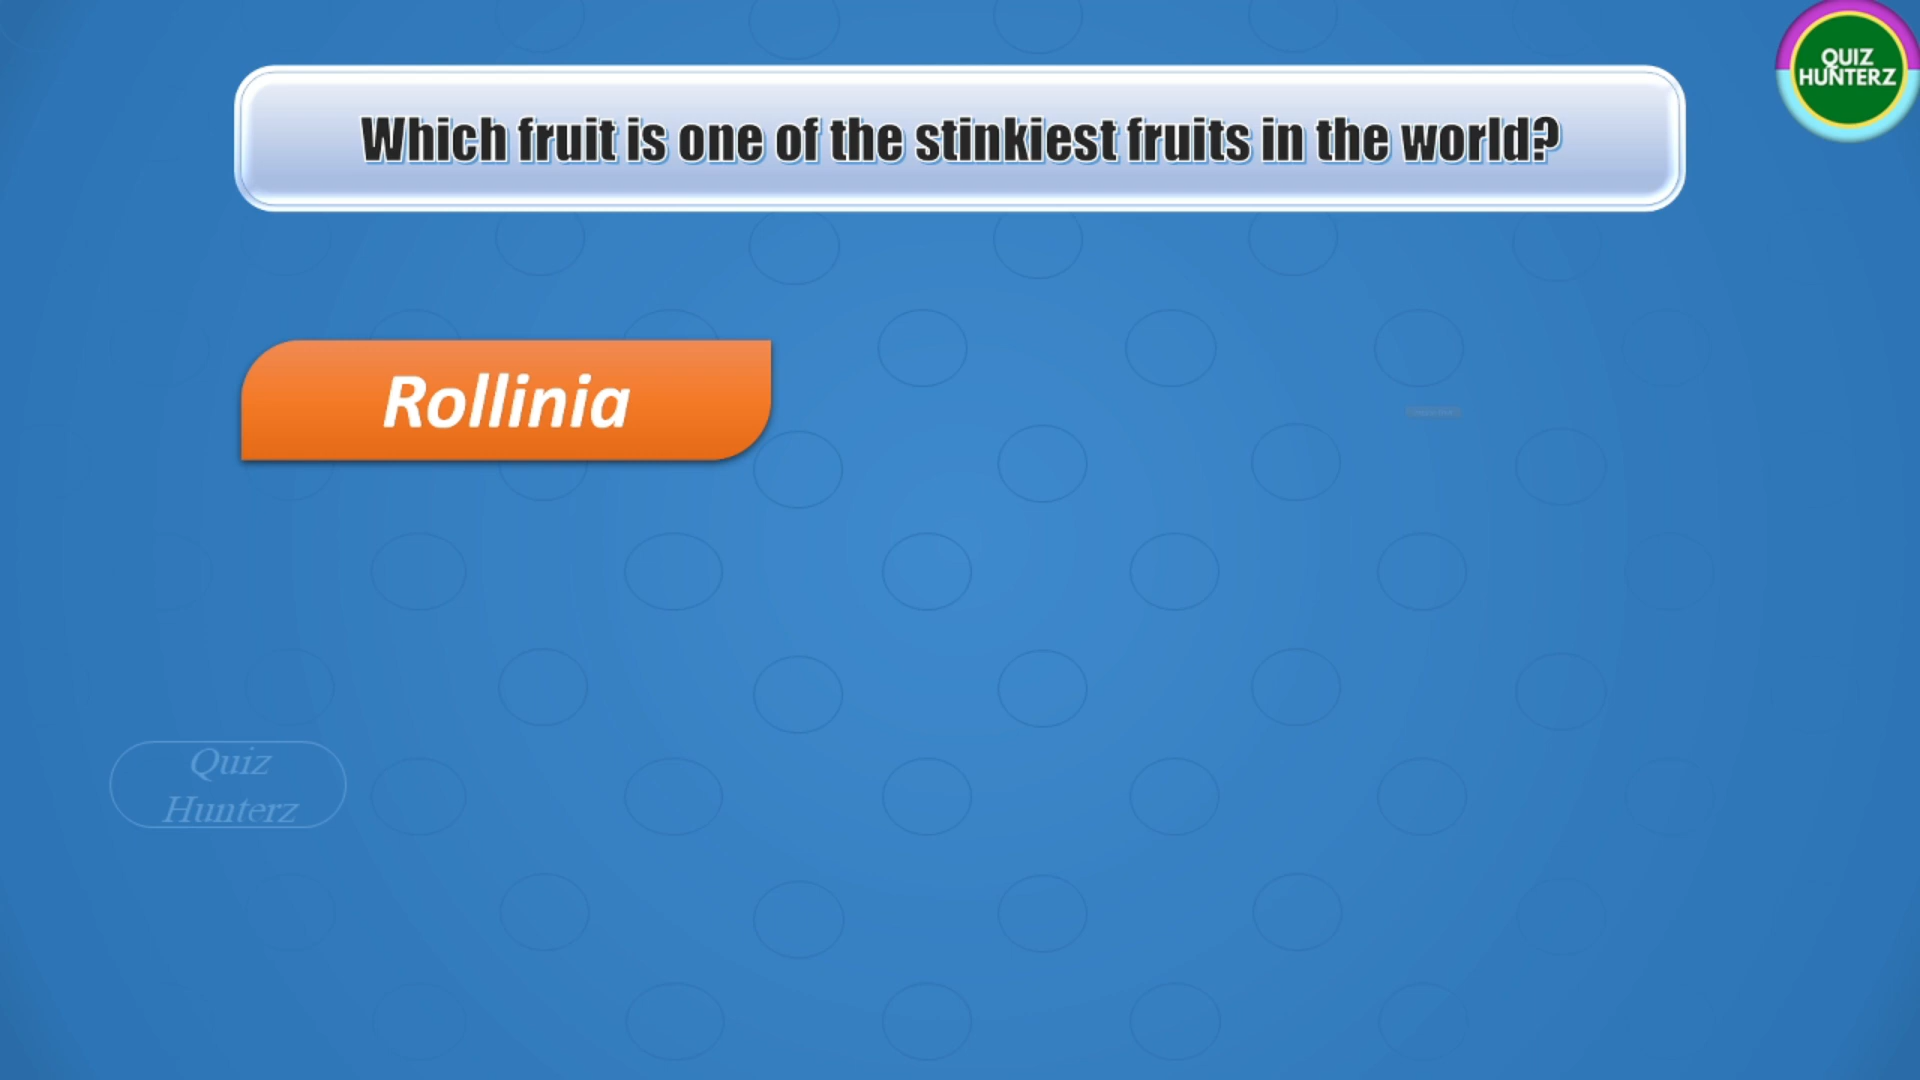 QUIZ
HUNTERZ
Which fruit is one of the stinkiest fruits in the world?
Rollinia
Quiz
Hunterz